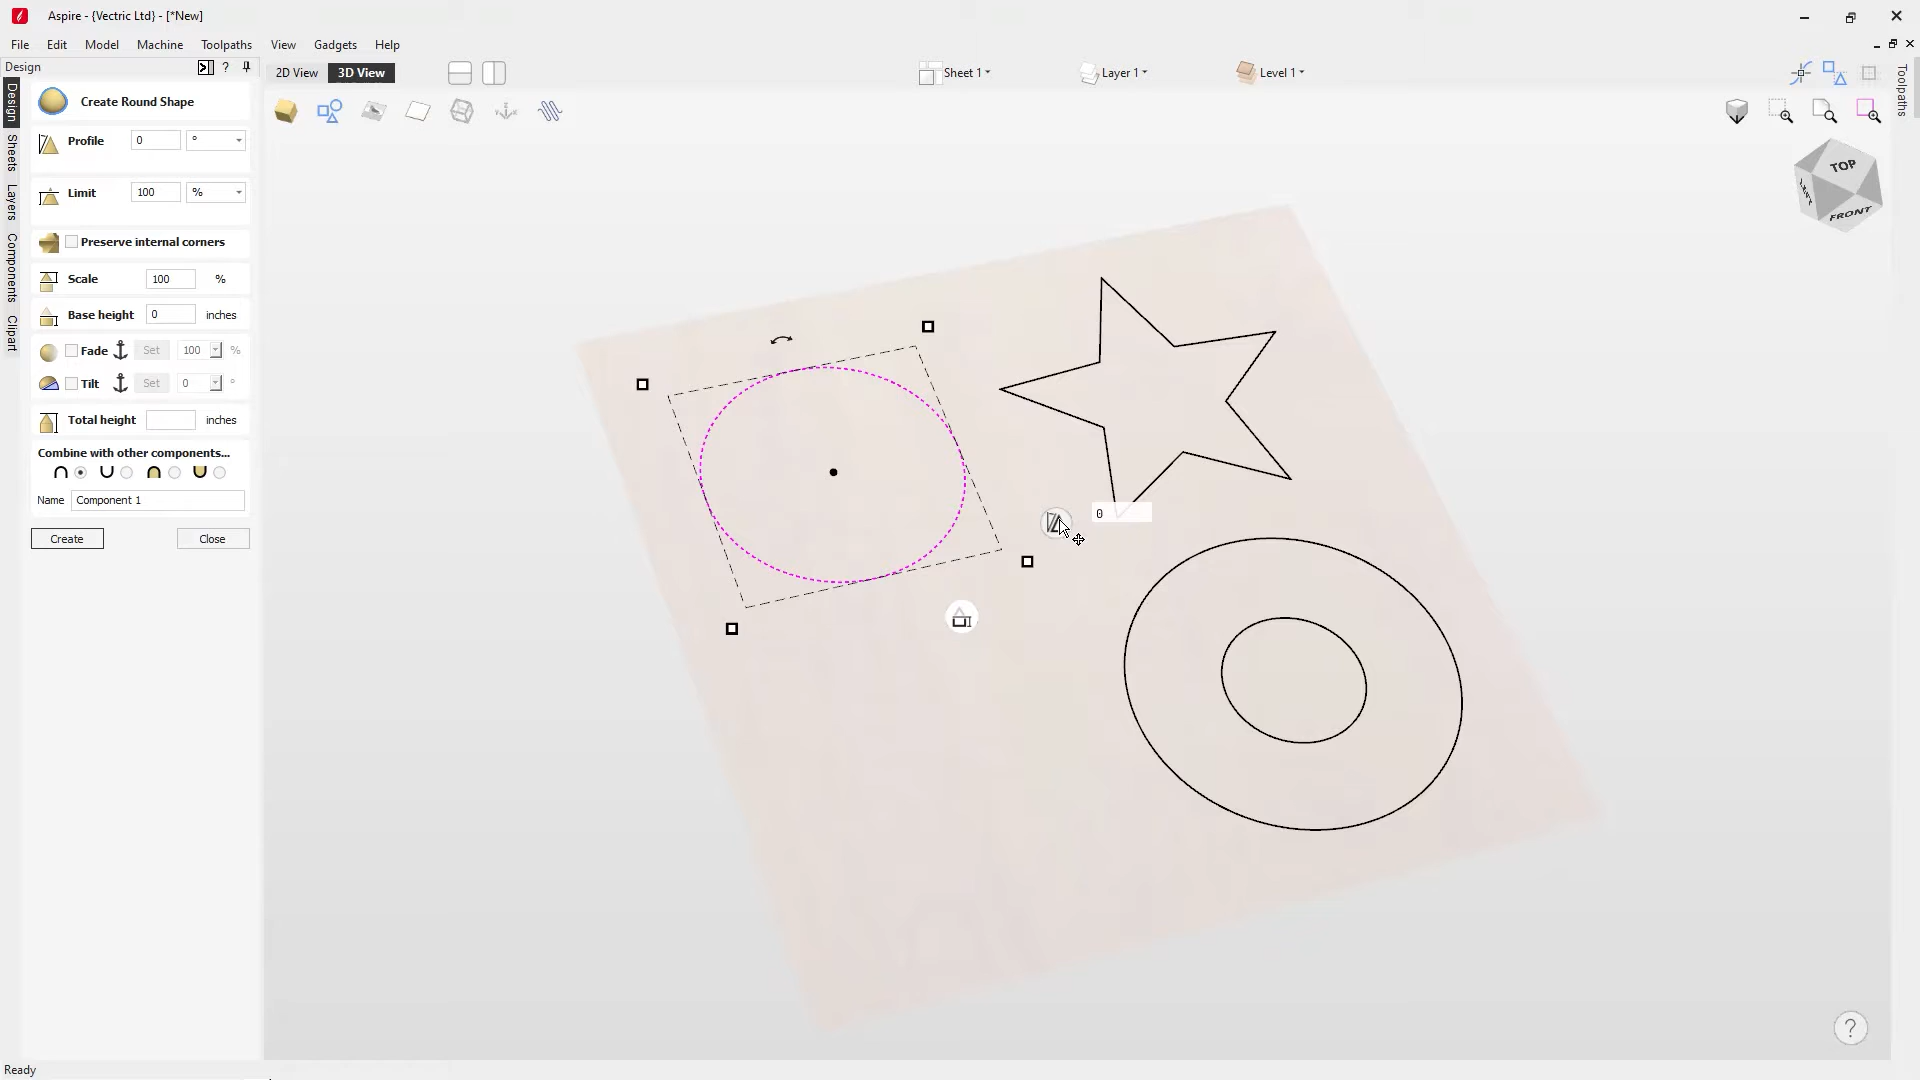 Aspire - {Vectric Ltd} - [*New]
File Edit Model Machine Toolpaths View Gadgets Help
Design ?
2D View 3D View Sheet 1 Layer 1 Level 1
Design
Sheets
Layers
Components
Clipart
Toolpaths
Create Round Shape
Profile 0 °
Limit 100 %
Preserve internal corners
Scale 100 %
Base height 0 inches
Fade Set 100 %
Tilt Set 0 °
Total height inches
Combine with other components...
Name Component 1
Create Close
TOP
LEFT
FRONT
0
?
Ready